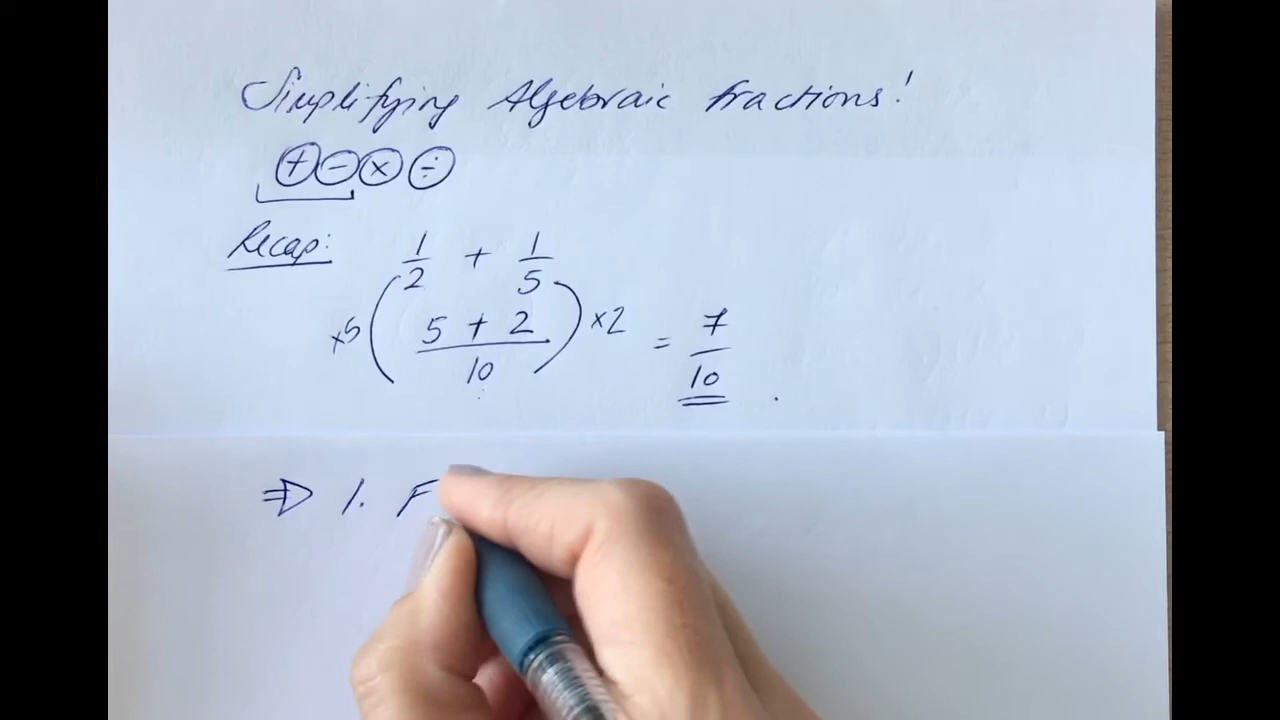 Simplifying Algebraic fractions!
+ - × ÷
Recap: 1/2 + 1/5
×5 ( 5 + 2 / 10 ) ×2 = 7/10 .
⇒ 1. F